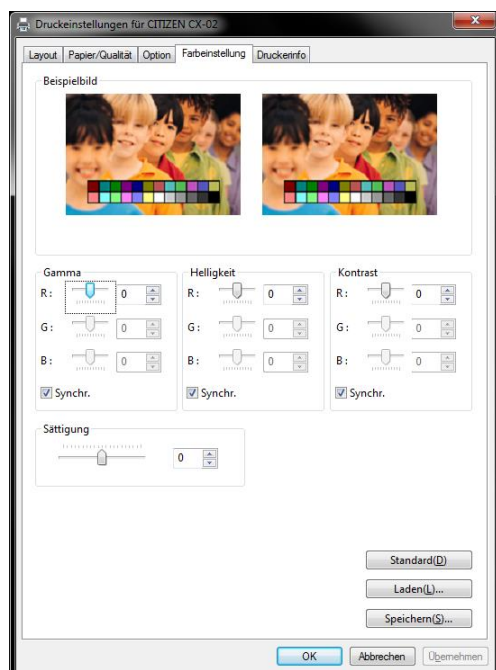 Druckeinstellungen für CITIZEN CX-02
Layout Papier/Qualität Option Farbeinstellung Druckerinfo
Beispielbild
Gamma Helligkeit Kontrast
R: 0 R: 0 R: 0
G: 0 G: 0 G: 0
B: 0 B: 0 B: 0
Synchr. Synchr. Synchr.
Sättigung
0
Standard(D)
Laden(L)...
Speichern(S)...
OK Abbrechen Übernehmen